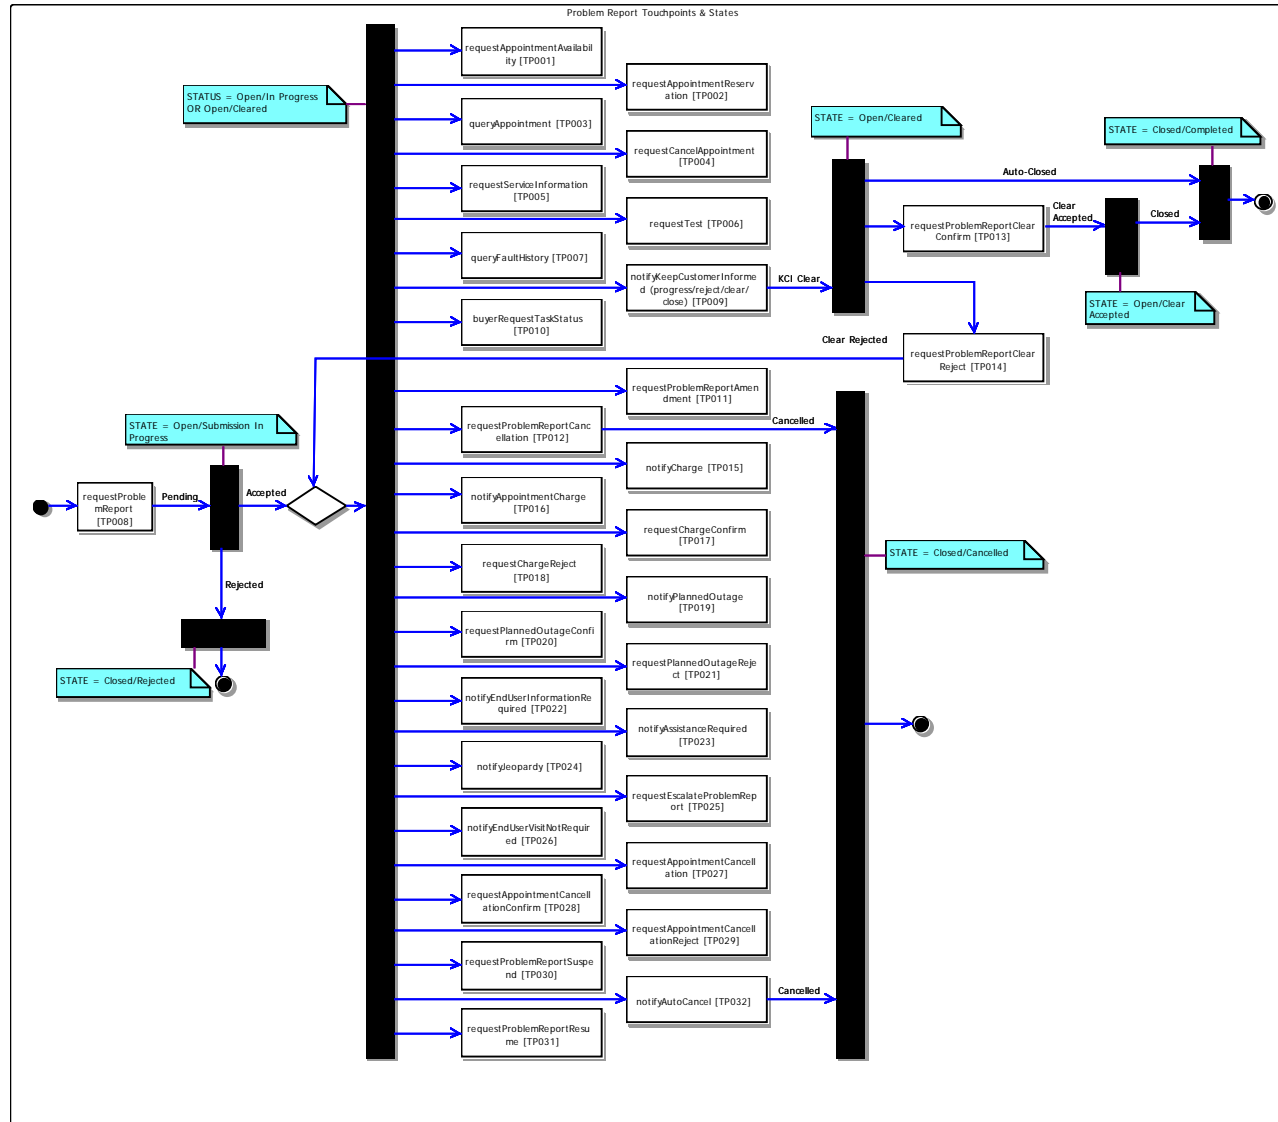 Problem Report Touchpoints & States
requestAppointmentAvailabil
ity [TP001]
requestAppointmentReserv
ation [TP002]
STATUS = Open/In Progress
OR Open/Cleared
queryAppointment [TP003]
STATE = Open/Cleared
STATE = Closed/Completed
requestCancelAppointment
[TP004]
Auto-Closed
requestServiceInformation
[TP005]
requestTest [TP006]
Clear
Accepted
Closed
requestProblemReportClear
Confirm [TP013]
queryFaultHistory [TP007]
notifyKeepCustomerInforme
d (progress/reject/clear/
close) [TP009]
KCI Clear
STATE = Open/Clear
Accepted
buyerRequestTaskStatus
[TP010]
Clear Rejected
requestProblemReportClear
Reject [TP014]
requestProblemReportAmen
dment [TP011]
STATE = Open/Submission In
Progress
requestProblemReportCanc
ellation [TP012]
Cancelled
notifyCharge [TP015]
requestProble
mReport
[TP008]
Pending
Accepted
notifyAppointmentCharge
[TP016]
requestChargeConfirm
[TP017]
STATE = Closed/Cancelled
requestChargeReject
[TP018]
Rejected
notifyPlannedOutage
[TP019]
requestPlannedOutageConfi
rm [TP020]
requestPlannedOutageReje
ct [TP021]
STATE = Closed/Rejected
notifyEndUserInformationRe
quired [TP022]
notifyAssistanceRequired
[TP023]
notifyJeopardy [TP024]
requestEscalateProblemRep
ort [TP025]
notifyEndUserVisitNotRequir
ed [TP026]
requestAppointmentCancell
ation [TP027]
requestAppointmentCancell
ationConfirm [TP028]
requestAppointmentCancell
ationReject [TP029]
requestProblemReportSuspe
nd [TP030]
notifyAutoCancel [TP032]
Cancelled
requestProblemReportResu
me [TP031]